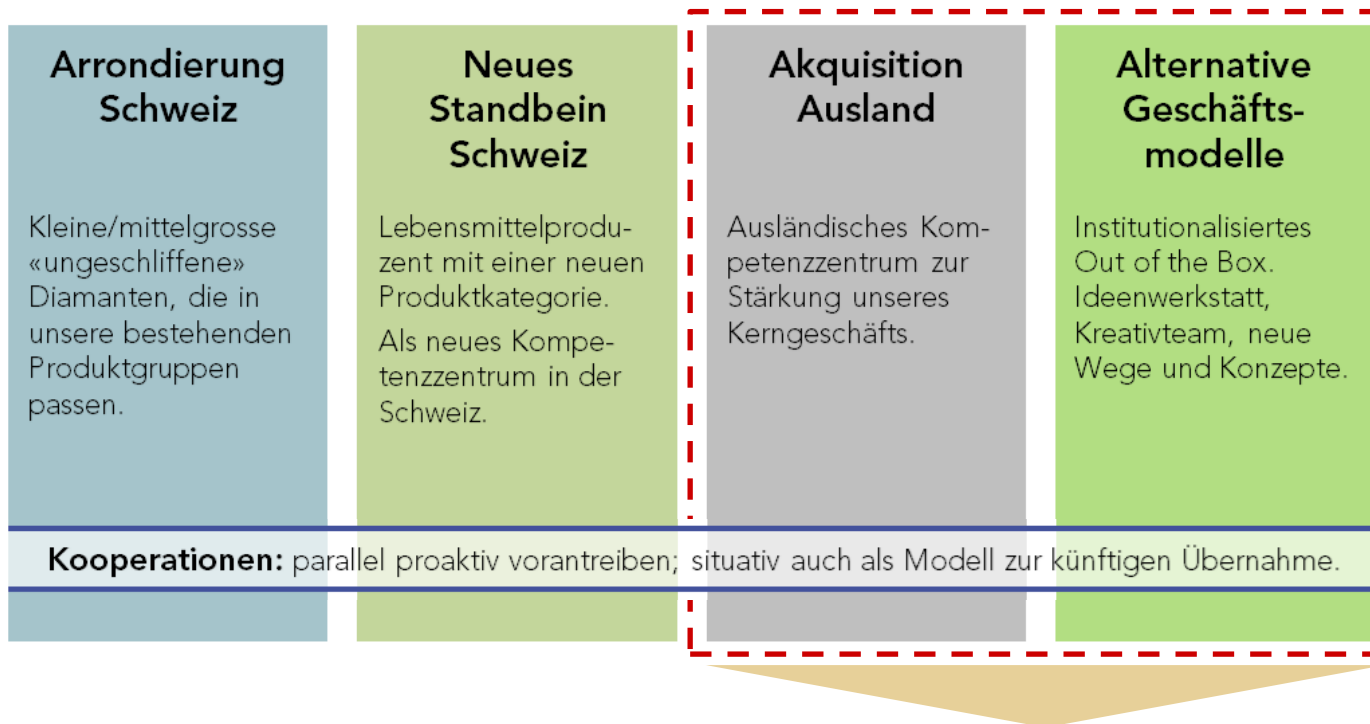 Arrondierung
Schweiz
Kleine/mittelgrosse
«ungeschliffene»
Diamanten, die in
unsere bestehenden
Produktgruppen
passen.
Neues
Standbein
Schweiz
Lebensmittelprodu-
zent mit einer neuen
Produktkategorie.
Als neues Kompe-
tenzzentrum in der
Schweiz.
Akquisition
Ausland
Ausländisches Kom-
petenzzentrum zur
Stärkung unseres
Kerngeschäfts.
Alternative
Geschäfts-
modelle
Institutionalisiertes
Out of the Box.
Ideenwerkstatt,
Kreativteam, neue
Wege und Konzepte.
Kooperationen: parallel proaktiv vorantreiben; situativ auch als Modell zur künftigen Übernahme.